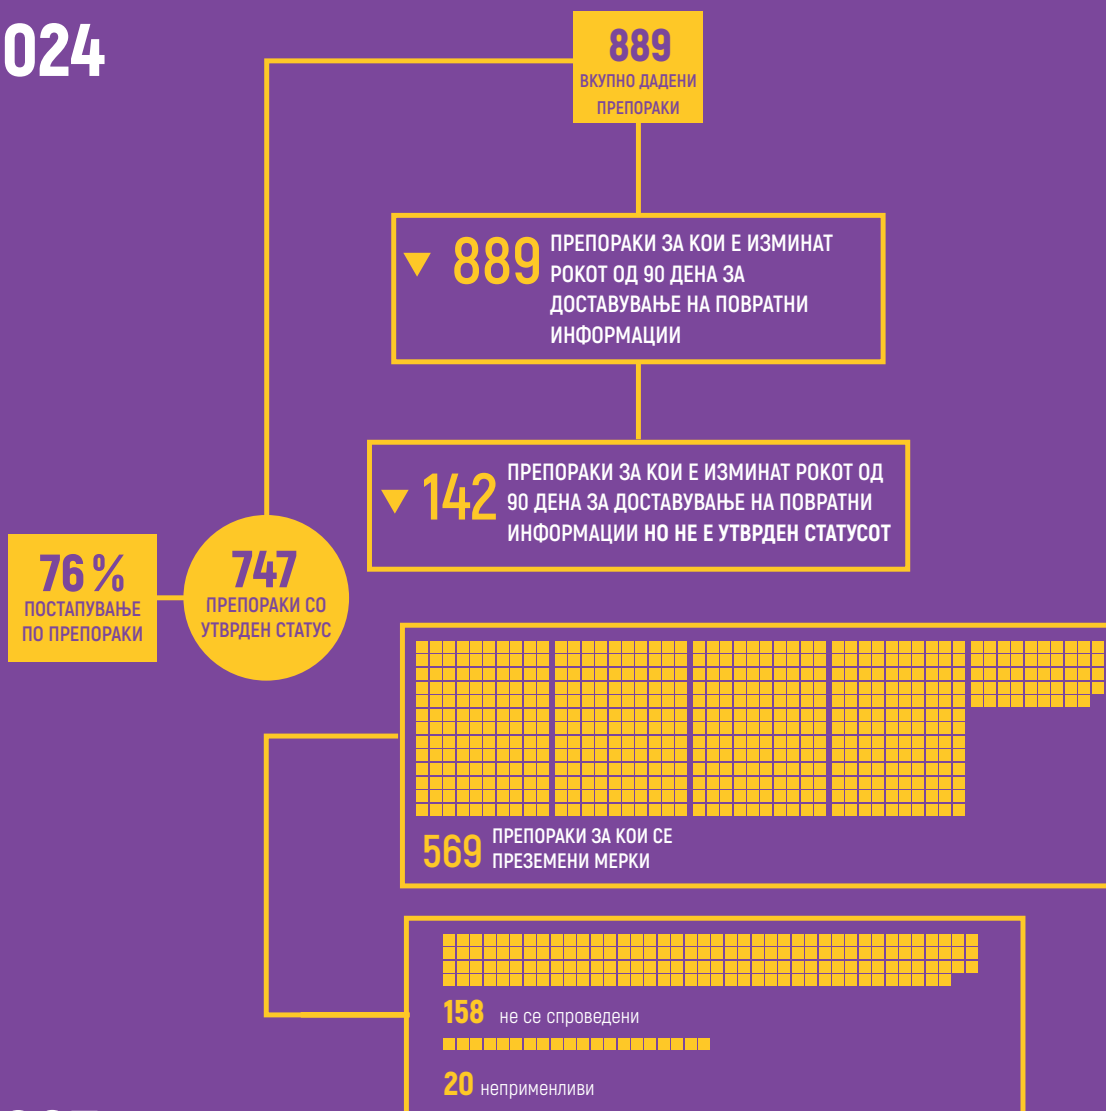 024
889
ВКУПНО ДАДЕНИ
ПРЕПОРАКИ
889
ПРЕПОРАКИ ЗА КОИ Е ИЗМИНАТ
РОКОТ ОД 90 ДЕНА ЗА
ДОСТАВУВАЊЕ НА ПОВРАТНИ
ИНФОРМАЦИИ
142
ПРЕПОРАКИ ЗА КОИ Е ИЗМИНАТ РОКОТ ОД
90 ДЕНА ЗА ДОСТАВУВАЊЕ НА ПОВРАТНИ
ИНФОРМАЦИИ НО НЕ Е УТВРДЕН СТАТУСОТ
76 %
ПОСТАПУВАЊЕ
ПО ПРЕПОРАКИ
747
ПРЕПОРАКИ СО
УТВРДЕН СТАТУС
569
ПРЕПОРАКИ ЗА КОИ СЕ
ПРЕЗЕМЕНИ МЕРКИ
158 не се спроведени
20 неприменливи